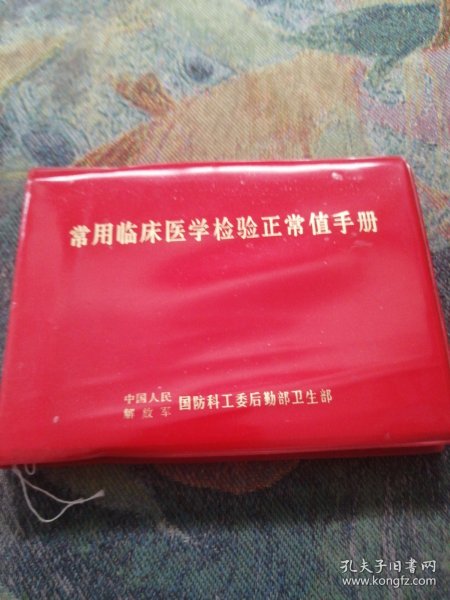 常用临床医学检验正常值手册
中国人民
解放军
国防科工委后勤部卫生部
孔夫子旧书网
www.kongfz.com